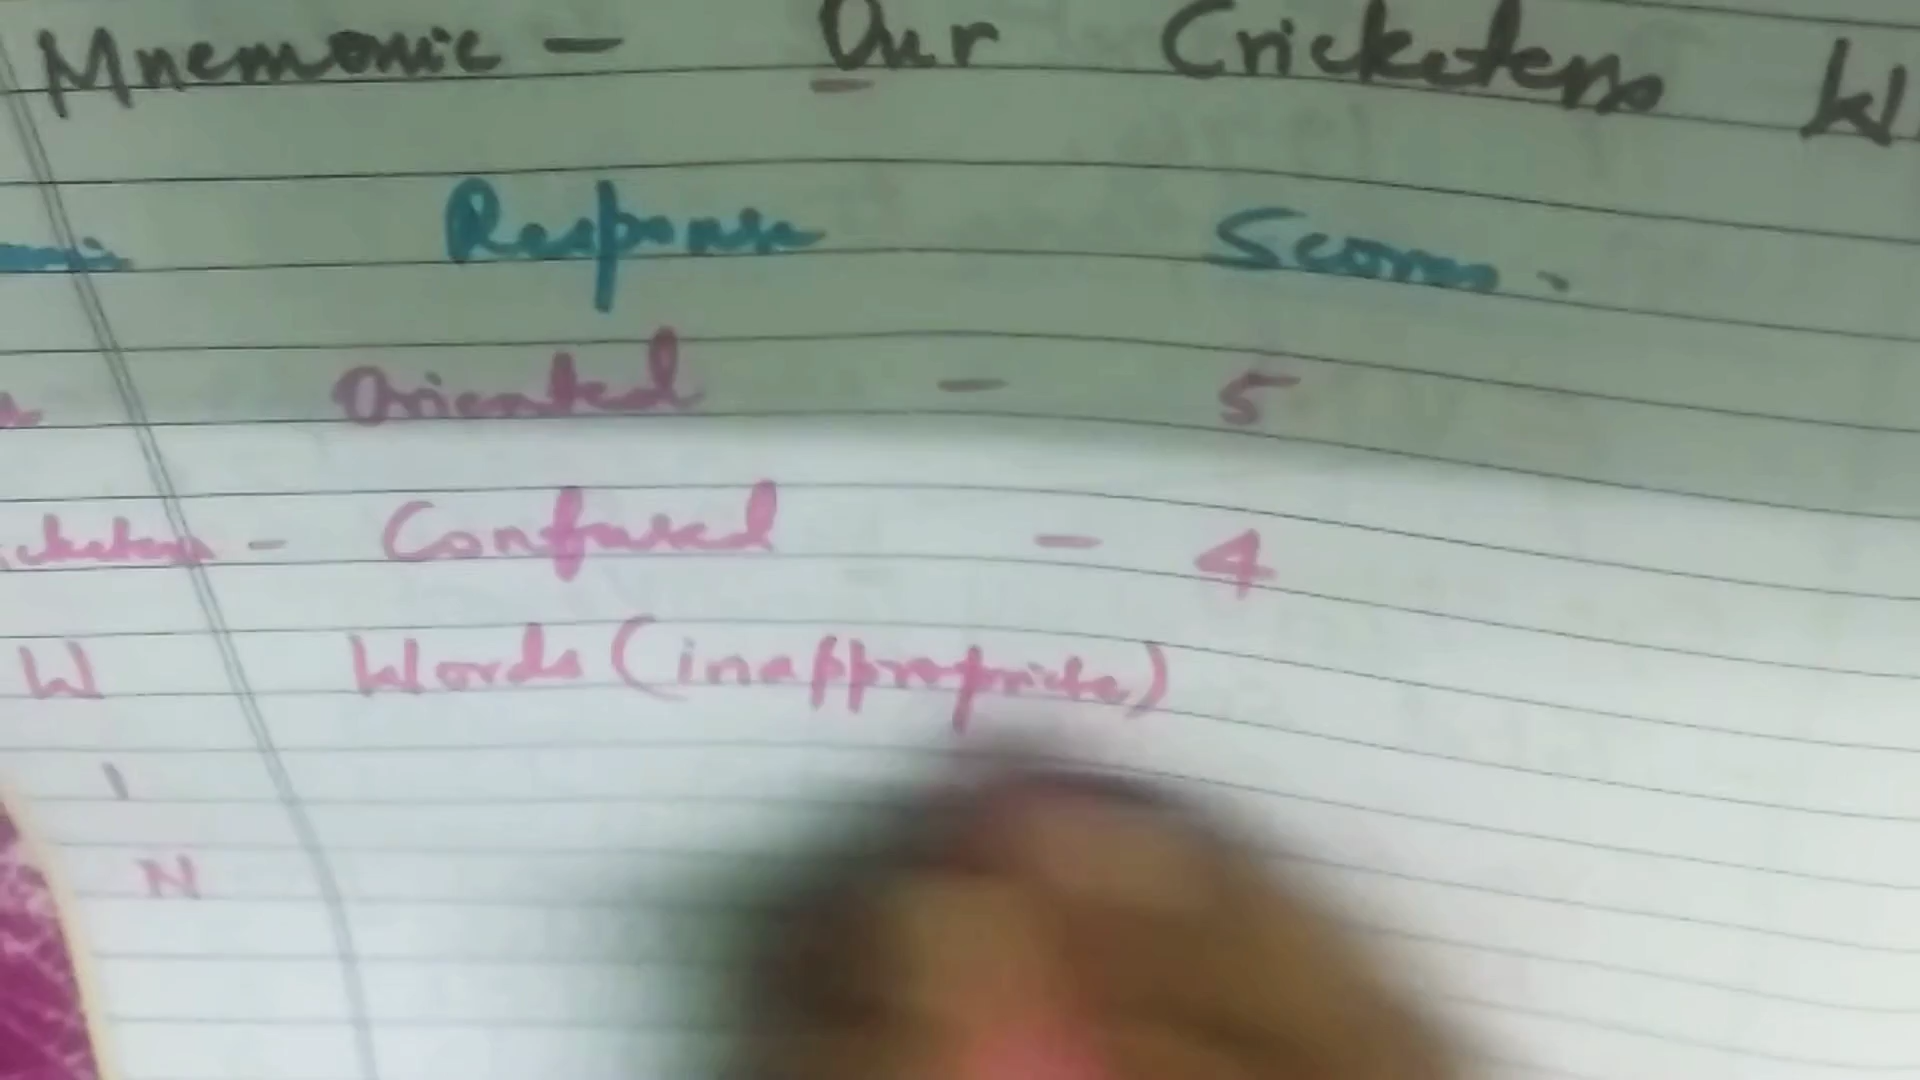 Mnemonic - Our Cricketers W
Response Scores.
Oriented - 5
- Confused - 4
W Words (inappropriate)
I
N